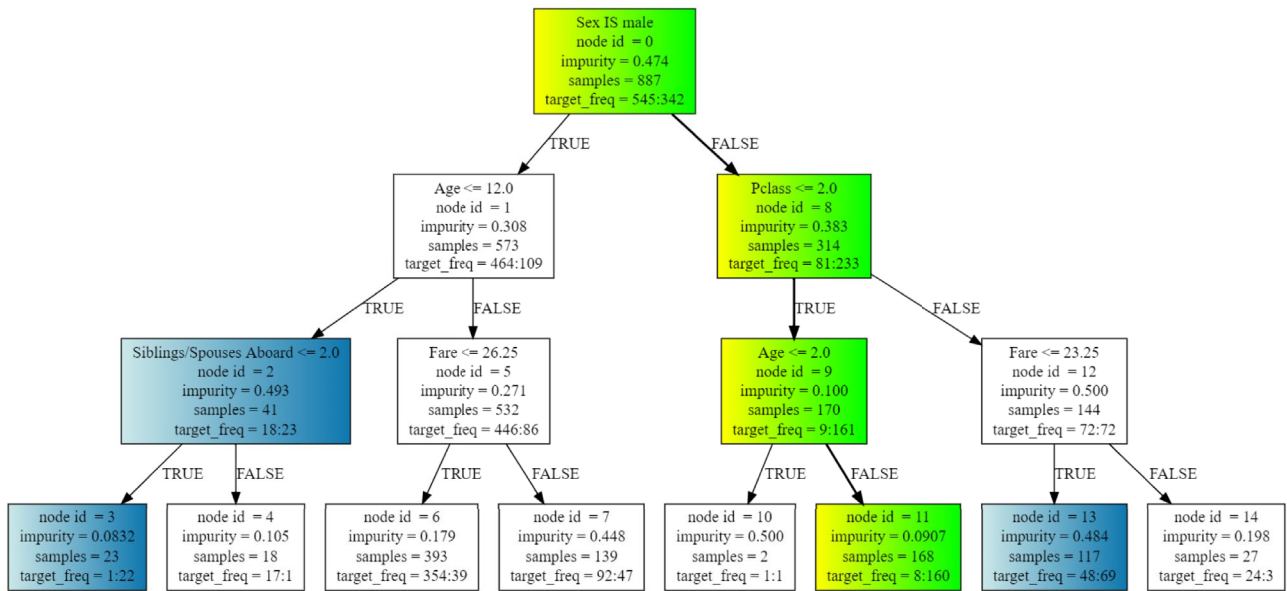 Sex IS male
node id = 0
impurity = 0.474
samples = 887
target_freq = 545:342
TRUE
FALSE
Age <= 12.0
node id = 1
impurity = 0.308
samples = 573
target_freq = 464:109
Pclass <= 2.0
node id = 8
impurity = 0.383
samples = 314
target_freq = 81:233
TRUE
FALSE
TRUE
FALSE
Siblings/Spouses Aboard <= 2.0
node id = 2
impurity = 0.493
samples = 41
target_freq = 18:23
Fare <= 26.25
node id = 5
impurity = 0.271
samples = 532
target_freq = 446:86
Age <= 2.0
node id = 9
impurity = 0.100
samples = 170
target_freq = 9:161
Fare <= 23.25
node id = 12
impurity = 0.500
samples = 144
target_freq = 72:72
TRUE
FALSE
TRUE
FALSE
TRUE
FALSE
TRUE
FALSE
node id = 3
impurity = 0.0832
samples = 23
target_freq = 1:22
node id = 4
impurity = 0.105
samples = 18
target_freq = 17:1
node id = 6
impurity = 0.179
samples = 393
target_freq = 354:39
node id = 7
impurity = 0.448
samples = 139
target_freq = 92:47
node id = 10
impurity = 0.500
samples = 2
target_freq = 1:1
node id = 11
impurity = 0.0907
samples = 168
target_freq = 8:160
node id = 13
impurity = 0.484
samples = 117
target_freq = 48:69
node id = 14
impurity = 0.198
samples = 27
target_freq = 24:3